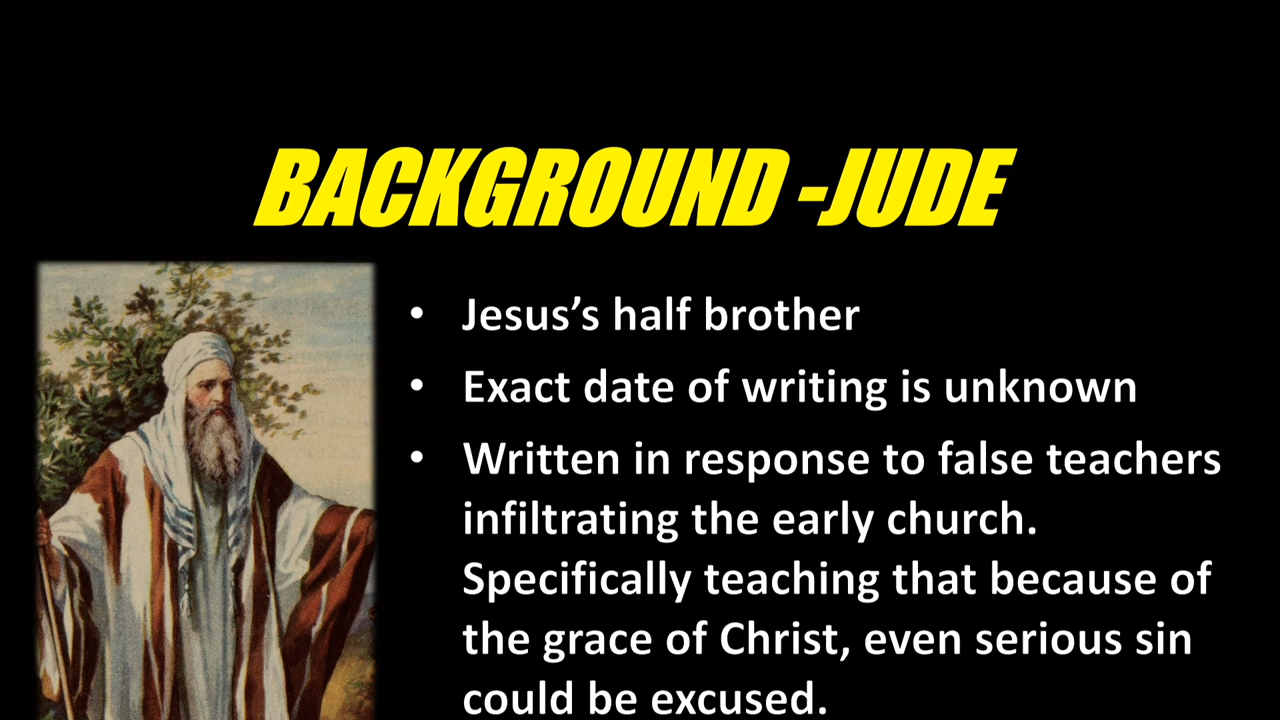 BACKGROUND -JUDE
• Jesus’s half brother
• Exact date of writing is unknown
• Written in response to false teachers
infiltrating the early church.
Specifically teaching that because of
the grace of Christ, even serious sin
could be excused.